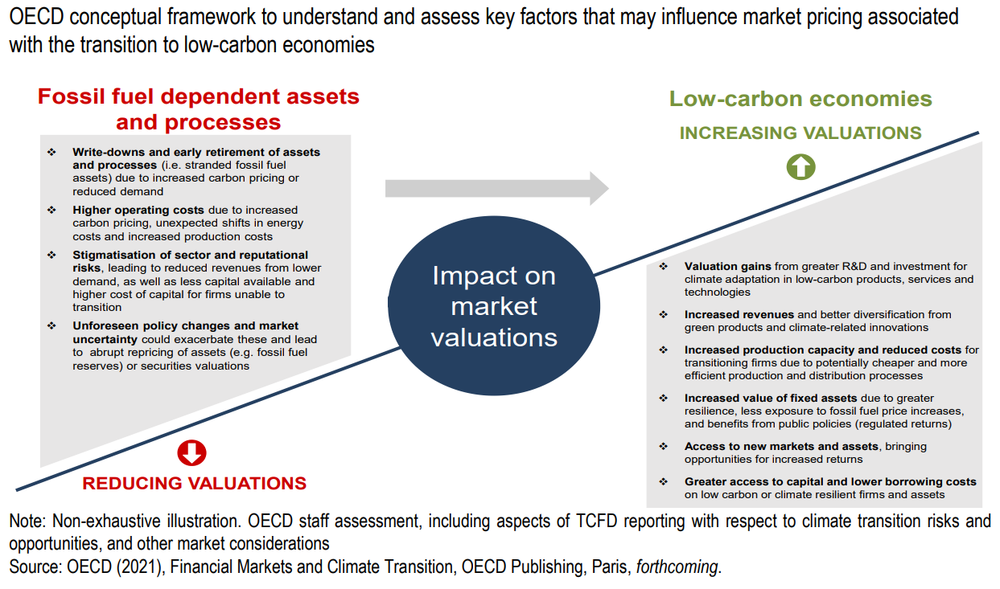 OECD conceptual framework to understand and assess key factors that may influence market pricing associated
with the transition to low-carbon economies
Fossil fuel dependent assets
and processes
❖ Write-downs and early retirement of assets
and processes (i.e. stranded fossil fuel
assets) due to increased carbon pricing or
reduced demand
❖ Higher operating costs due to increased
carbon pricing, unexpected shifts in energy
costs and increased production costs
❖ Stigmatisation of sector and reputational
risks, leading to reduced revenues from lower
demand, as well as less capital available and
higher cost of capital for firms unable to
transition
❖ Unforeseen policy changes and market
uncertainty could exacerbate these and lead
to abrupt repricing of assets (e.g. fossil fuel
reserves) or securities valuations
REDUCING VALUATIONS
Impact on
market
valuations
Low-carbon economies
INCREASING VALUATIONS
❖ Valuation gains from greater R&D and investment for
climate adaptation in low-carbon products, services and
technologies
❖ Increased revenues and better diversification from
green products and climate-related innovations
❖ Increased production capacity and reduced costs for
transitioning firms due to potentially cheaper and more
efficient production and distribution processes
❖ Increased value of fixed assets due to greater
resilience, less exposure to fossil fuel price increases,
and benefits from public policies (regulated returns)
❖ Access to new markets and assets, bringing
opportunities for increased returns
❖ Greater access to capital and lower borrowing costs
on low carbon or climate resilient firms and assets
Note: Non-exhaustive illustration. OECD staff assessment, including aspects of TCFD reporting with respect to climate transition risks and
opportunities, and other market considerations
Source: OECD (2021), Financial Markets and Climate Transition, OECD Publishing, Paris, forthcoming.